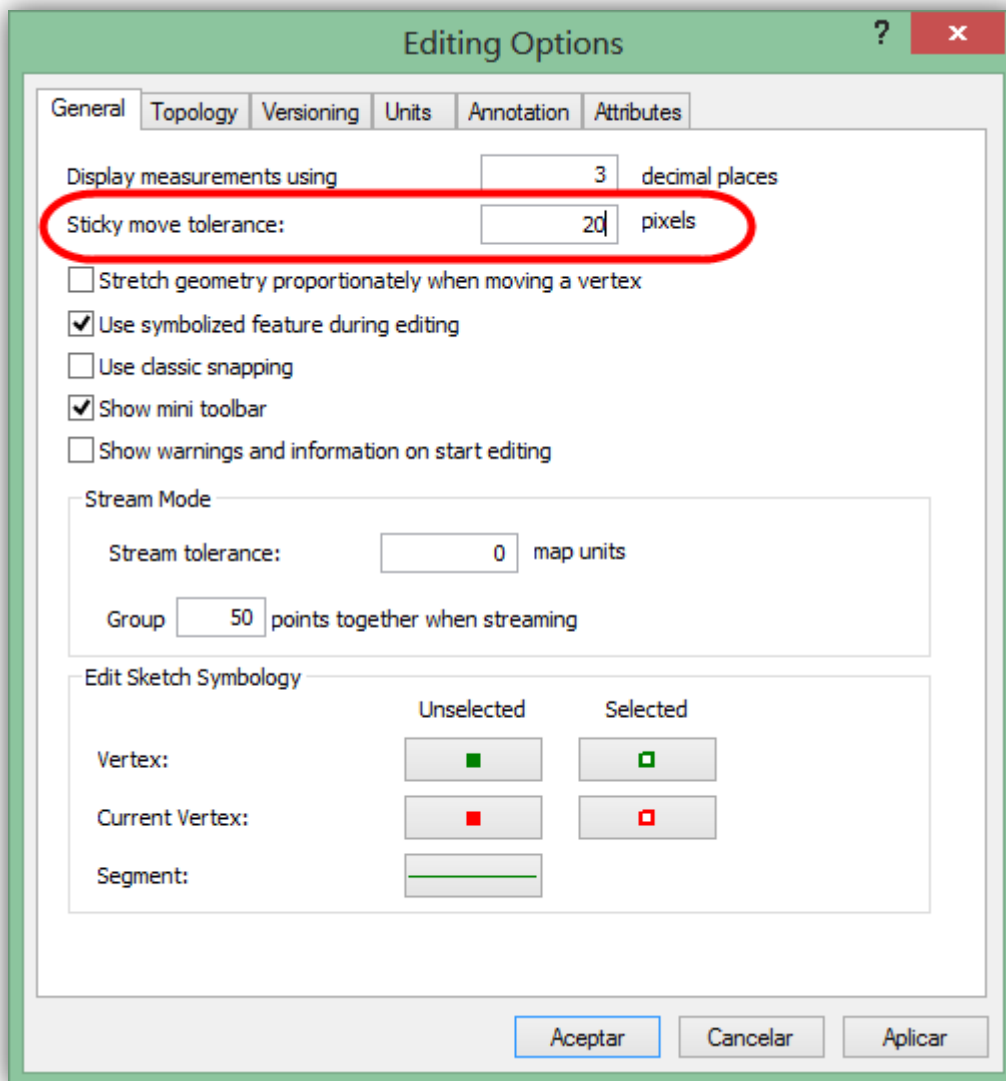 Editing Options
?
General Topology Versioning Units Annotation Attributes
Display measurements using 3 decimal places
Sticky move tolerance: 20 pixels
Stretch geometry proportionately when moving a vertex
Use symbolized feature during editing
Use classic snapping
Show mini toolbar
Show warnings and information on start editing
Stream Mode
Stream tolerance: 0 map units
Group 50 points together when streaming
Edit Sketch Symbology
Unselected Selected
Vertex:
Current Vertex:
Segment:
Aceptar Cancelar Aplicar